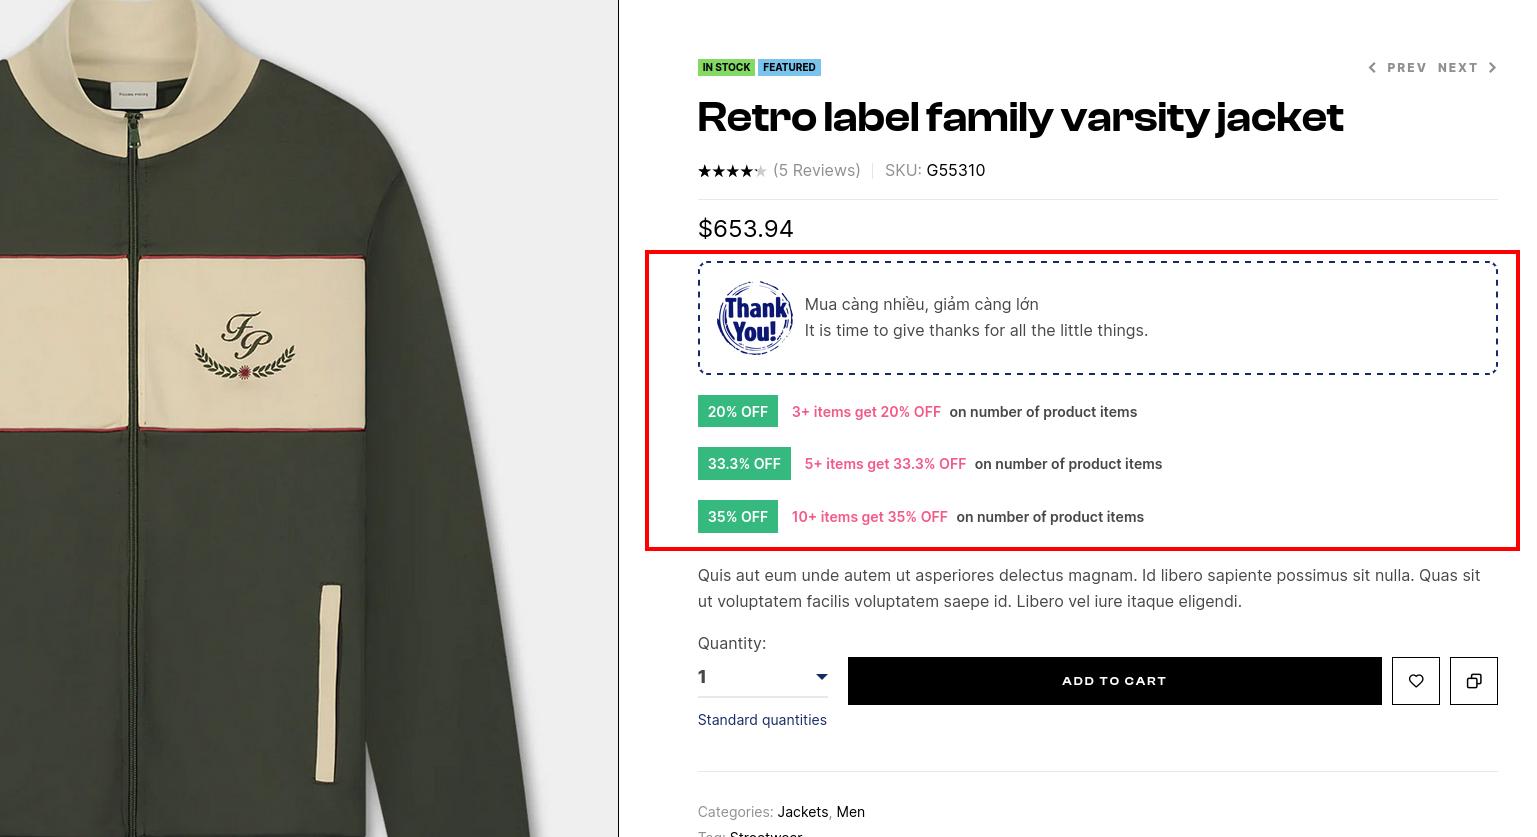 IN STOCK FEATURED
PREV NEXT
Retro label family varsity jacket
(5 Reviews) SKU: G55310
$653.94
Thank
You!
Mua càng nhiều, giảm càng lớn
It is time to give thanks for all the little things.
20% OFF 3+ items get 20% OFF on number of product items
33.3% OFF 5+ items get 33.3% OFF on number of product items
35% OFF 10+ items get 35% OFF on number of product items
Quis aut eum unde autem ut asperiores delectus magnam. Id libero sapiente possimus sit nulla. Quas sit
ut voluptatem facilis voluptatem saepe id. Libero vel iure itaque eligendi.
Quantity:
1
ADD TO CART
Standard quantities
Categories: Jackets, Men
Tag: Streetwear
FP